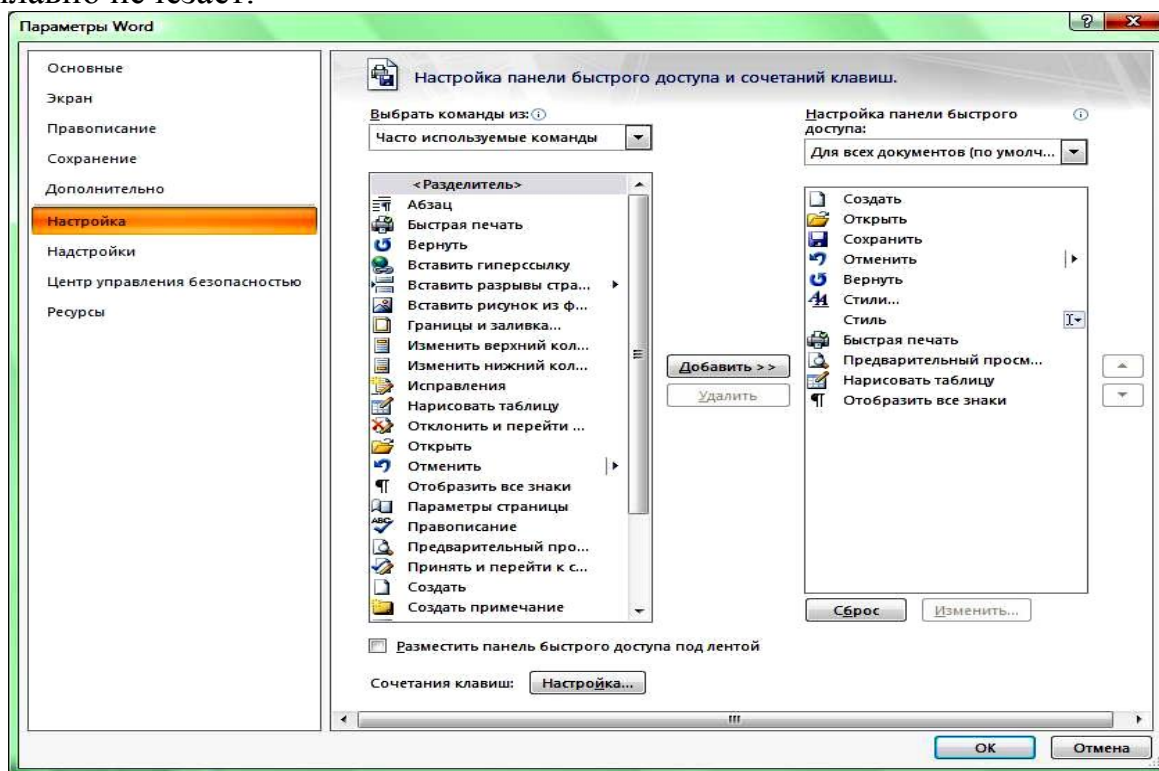 Параметры Word
Основные
Экран
Правописание
Сохранение
Дополнительно
Настройка
Надстройки
Центр управления безопасностью
Ресурсы
Настройка панели быстрого доступа и сочетаний клавиш.
Выбрать команды из:
Часто используемые команды
<Разделитель>
Абзац
Быстрая печать
Вернуть
Вставить гиперссылку
Вставить разрывы стра...
Вставить рисунок из ф...
Границы и заливка...
Изменить верхний кол...
Изменить нижний кол...
Исправления
Нарисовать таблицу
Отклонить и перейти ...
Открыть
Отменить
Отобразить все знаки
Параметры страницы
Правописание
Предварительный про...
Принять и перейти к с...
Создать
Создать примечание
Добавить >>
Удалить
Настройка панели быстрого
доступа:
Для всех документов (по умолч...
Создать
Открыть
Сохранить
Отменить
Вернуть
Стили...
Стиль
Быстрая печать
Предварительный просм...
Нарисовать таблицу
Отобразить все знаки
Сброс
Изменить...
Разместить панель быстрого доступа под лентой
Сочетания клавиш:
Настройка...
ОК
Отмена